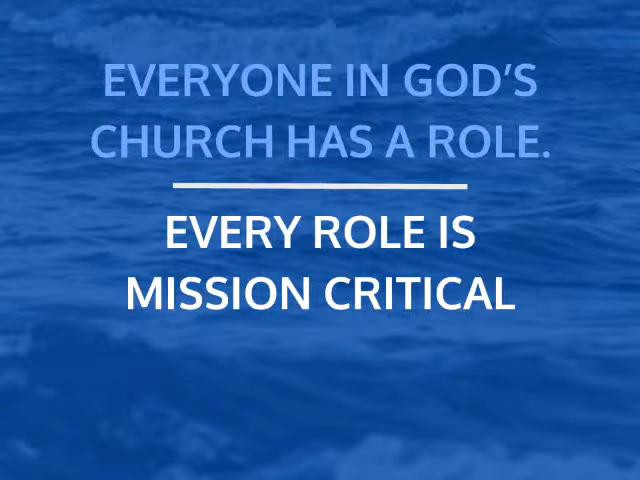 EVERYONE IN GOD’S
CHURCH HAS A ROLE.
EVERY ROLE IS
MISSION CRITICAL